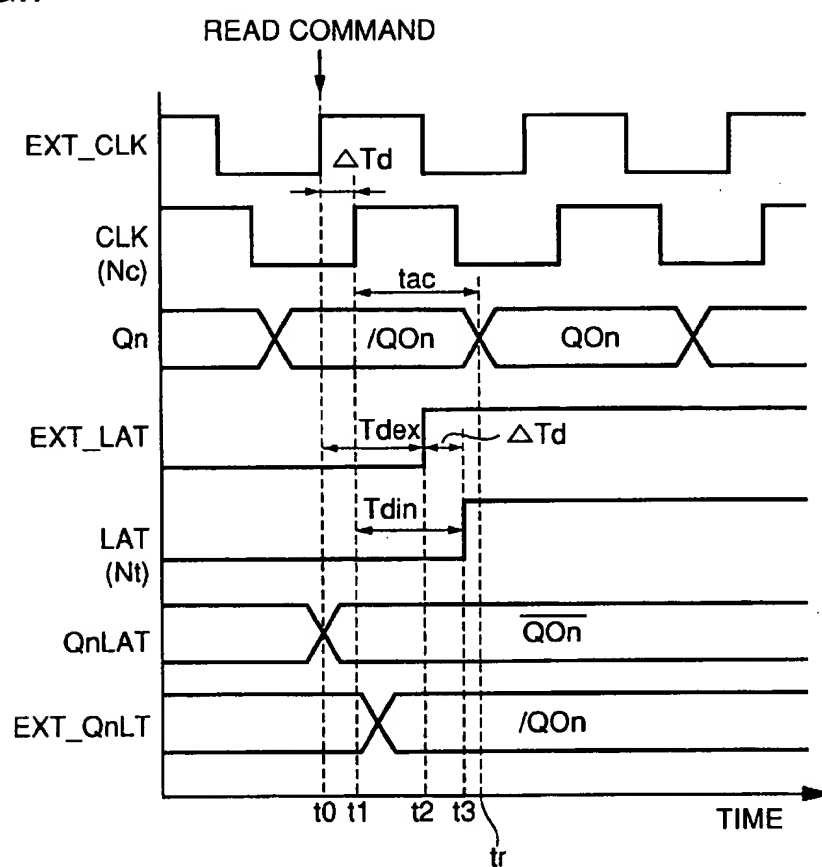 READ COMMAND
EXT_CLK
△Td
CLK
(Nc)
tac
Qn
/QOn
QOn
EXT_LAT
Tdex
△Td
Tdin
LAT
(Nt)
QnLAT
QOn
EXT_QnLT
/QOn
t0 t1 t2 t3
TIME
tr